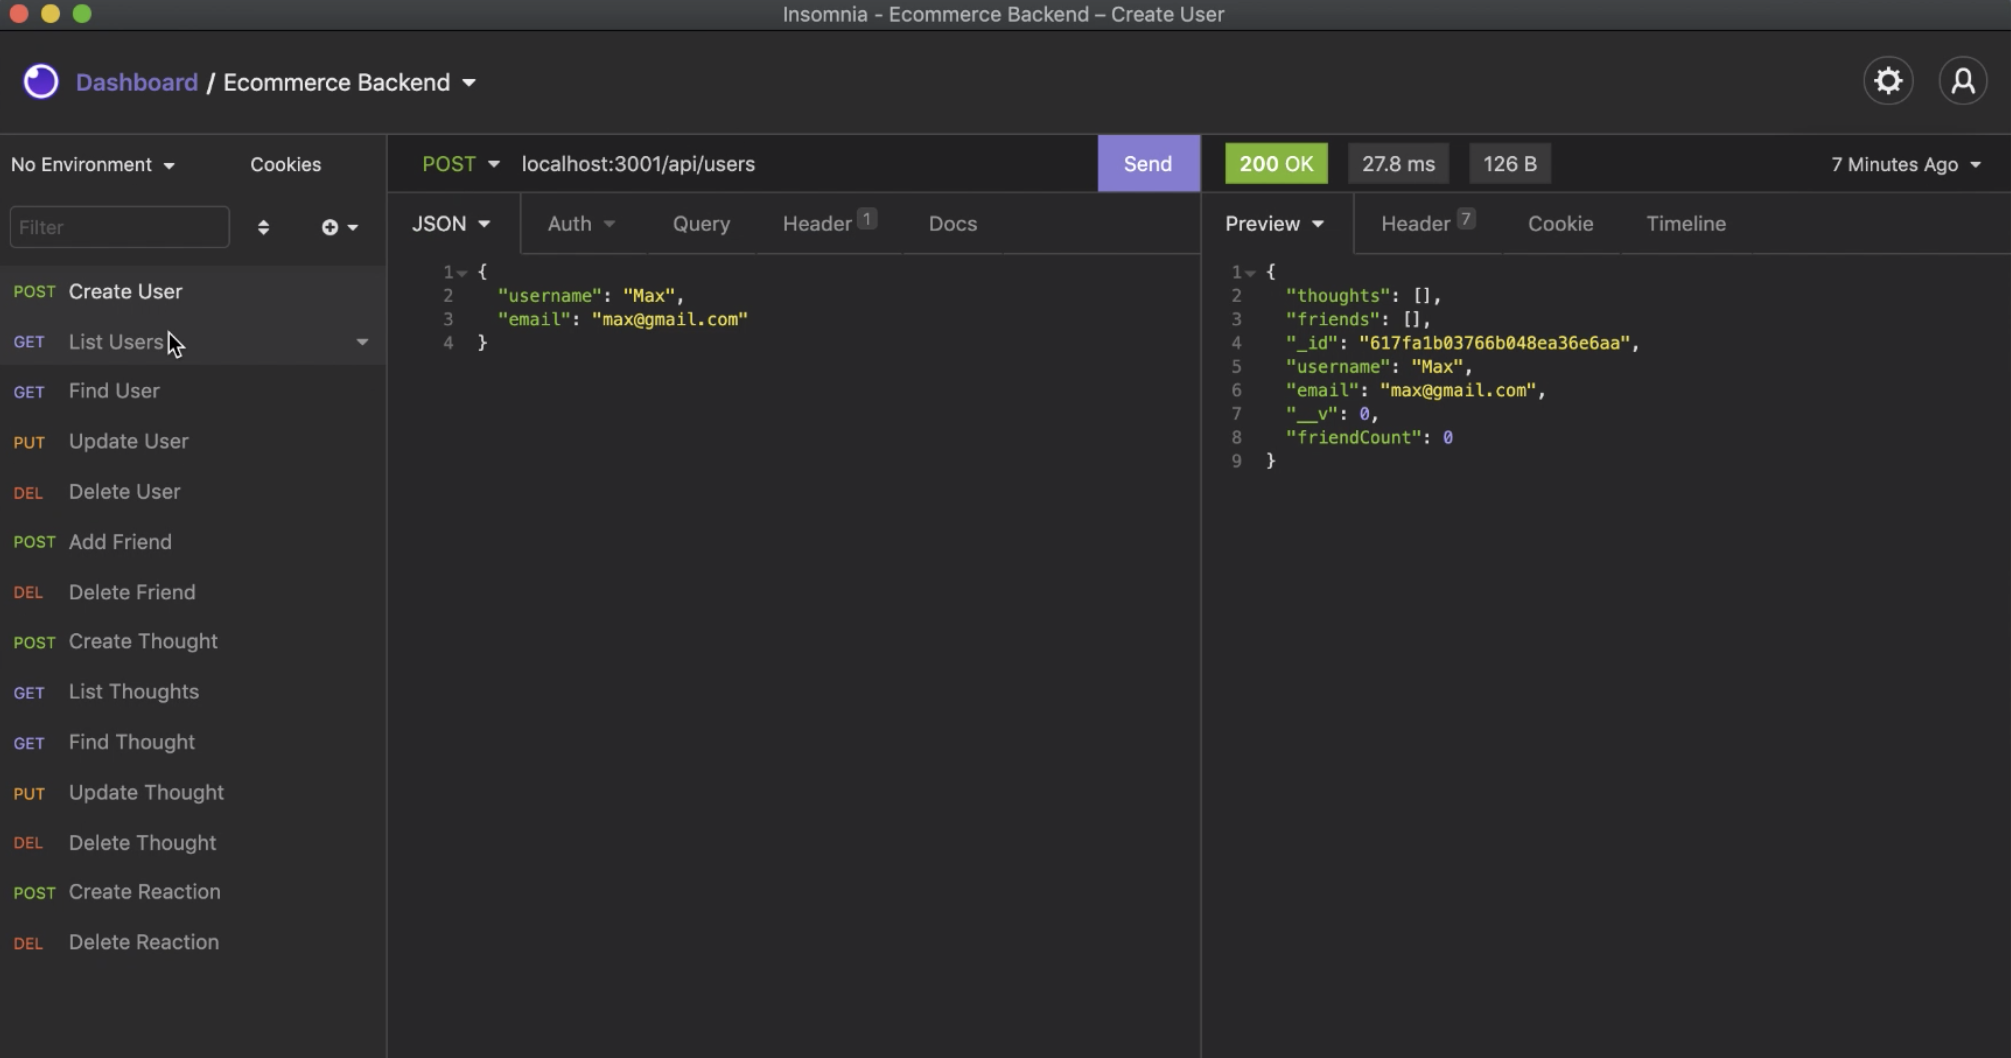 Insomnia - Ecommerce Backend – Create User
Dashboard / Ecommerce Backend
No Environment Cookies
Filter
POST Create User
GET List Users
GET Find User
PUT Update User
DEL Delete User
POST Add Friend
DEL Delete Friend
POST Create Thought
GET List Thoughts
GET Find Thought
PUT Update Thought
DEL Delete Thought
POST Create Reaction
DEL Delete Reaction
POST localhost:3001/api/users Send
JSON Auth Query Header 1 Docs
1 {
2 "username": "Max",
3 "email": "max@gmail.com"
4 }
200 OK 27.8 ms 126 B 7 Minutes Ago
Preview Header 7 Cookie Timeline
1 {
2 "thoughts": [],
3 "friends": [],
4 "_id": "617fa1b03766b048ea36e6aa",
5 "username": "Max",
6 "email": "max@gmail.com",
7 "__v": 0,
8 "friendCount": 0
9 }